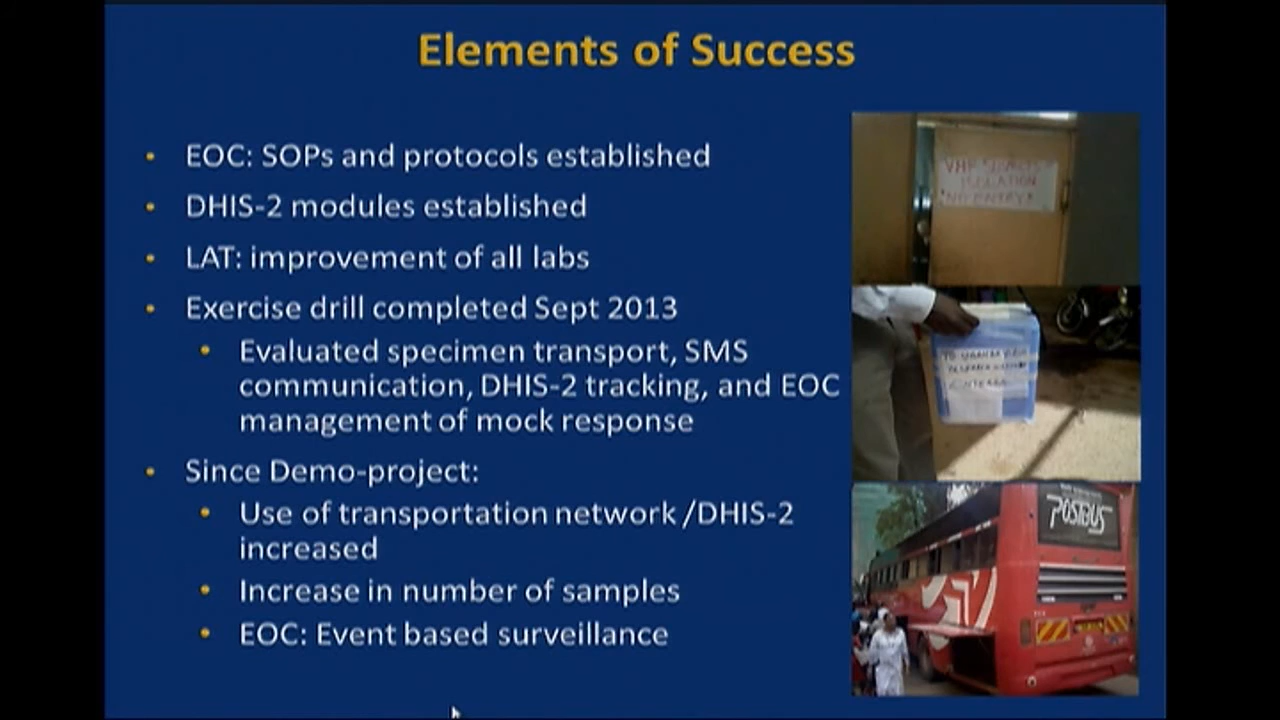 Elements of Success
• EOC: SOPs and protocols established
• DHIS-2 modules established
• LAT: improvement of all labs
• Exercise drill completed Sept 2013
• Evaluated specimen transport, SMS
communication, DHIS-2 tracking, and EOC
management of mock response
• Since Demo-project:
• Use of transportation network /DHIS-2
increased
• Increase in number of samples
• EOC: Event based surveillance
ISOLATION
POSTBUS